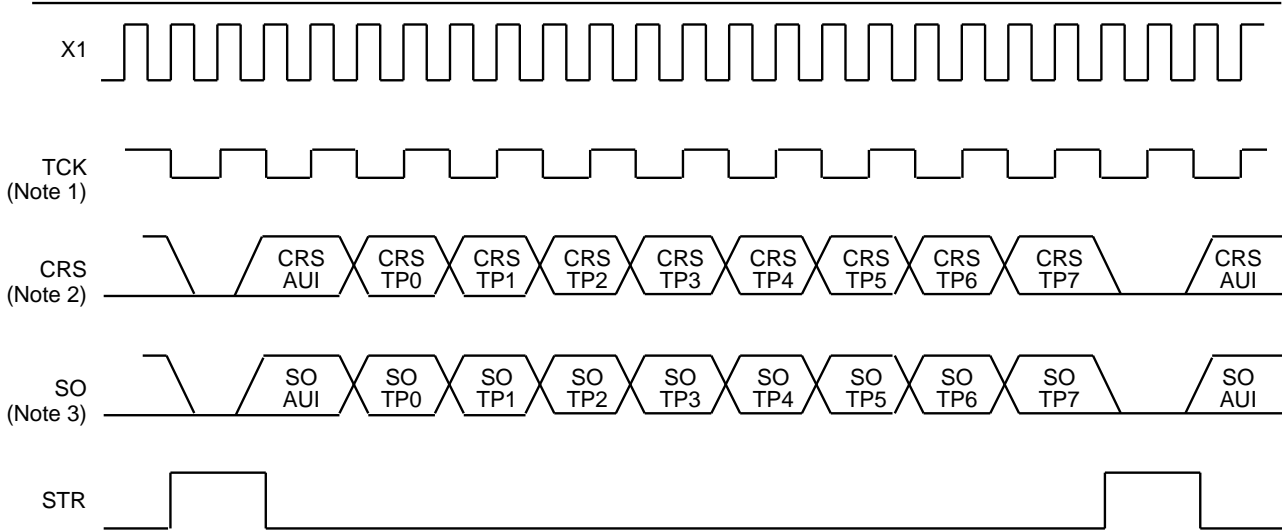 X1
TCK
(Note 1)
CRS
(Note 2)
CRS
AUI
CRS
TP0
CRS
TP1
CRS
TP2
CRS
TP3
CRS
TP4
CRS
TP5
CRS
TP6
CRS
TP7
CRS
AUI
SO
(Note 3)
SO
AUI
SO
TP0
SO
TP1
SO
TP2
SO
TP3
SO
TP4
SO
TP5
SO
TP6
SO
TP7
SO
AUI
STR